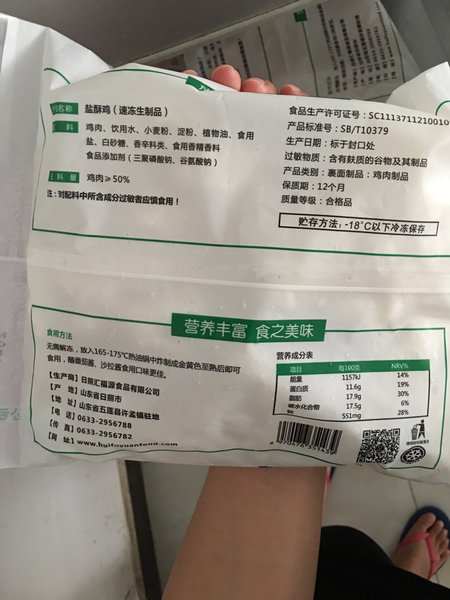 名称 盐酥鸡（速冻生制品）
料 鸡肉、饮用水、小麦粉、淀粉、植物油、食用
盐、白砂糖、香辛料类、食用香精香料
食品添加剂（三聚磷酸钠、谷氨酸钠）
料量 鸡肉≥50%
注：对配料中所含成分过敏者应慎食用！
食品生产许可证号：SC1113711210010
产品标准号：SB/T10379
生产日期：标于封口处
过敏物质：含有麸质的谷物及其制品
产品类别：裹面制品：鸡肉制品
保质期：12个月
质量等级：合格品
贮存方法：-18℃以下冷冻保存
营养丰富 食之美味
食用方法
无需解冻，放入165-175℃热油锅中炸制成金黄色至熟后即可
食用，蘸番茄酱、沙拉酱食用口味更佳。
【生产商】日照汇福源食品有限公司
【产 地】山东省日照市
【地 址】山东省五莲县许孟镇驻地
【电 话】0633-2956788
【传 真】0633-2956782
【网 址】www.huifuyuanfood.com
营养成分表
项目 每100克 NRV%
能量 1157kJ 14%
蛋白质 11.6g 19%
脂肪 17.9g 30%
碳水化合物 17.5g 6%
钠 551mg 28%